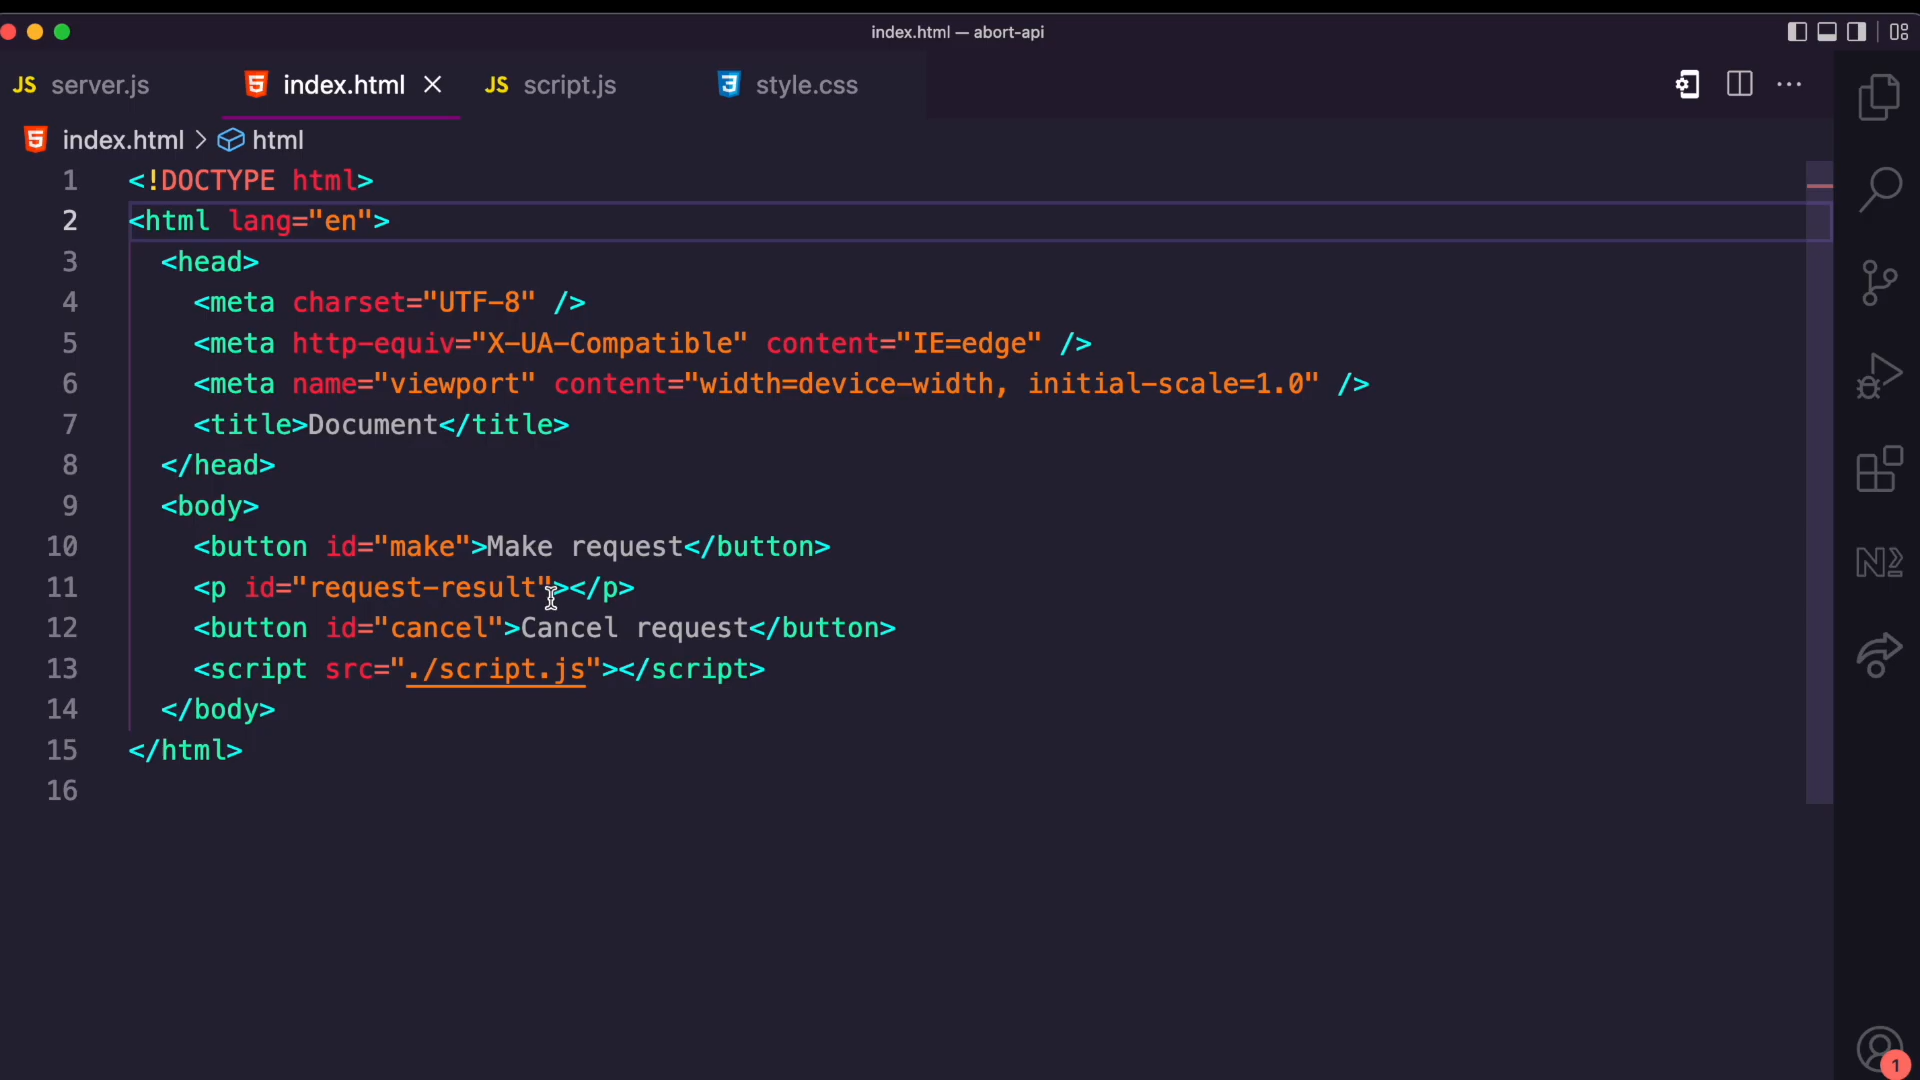 index.html — abort-api
JS server.js index.html JS script.js style.css
index.html > html
1 <!DOCTYPE html>
2 <html lang="en">
3 <head>
4 <meta charset="UTF-8" />
5 <meta http-equiv="X-UA-Compatible" content="IE=edge" />
6 <meta name="viewport" content="width=device-width, initial-scale=1.0" />
7 <title>Document</title>
8 </head>
9 <body>
10 <button id="make">Make request</button>
11 <p id="request-result"></p>
12 <button id="cancel">Cancel request</button>
13 <script src="./script.js"></script>
14 </body>
15 </html>
16
1